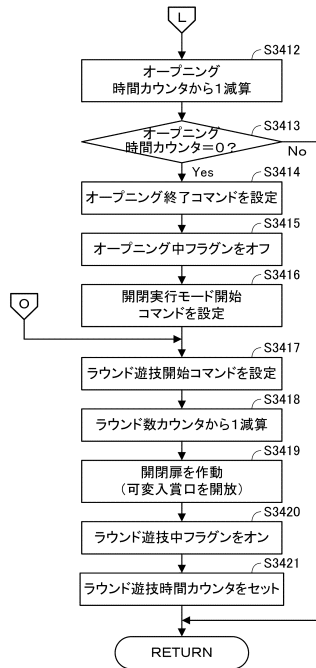 L
S3412
オープニング
時間カウンタから1減算
S3413
オープニング
時間カウンタ=0?
No
Yes
S3414
オープニング終了コマンドを設定
S3415
オープニング中フラグンをオフ
S3416
開閉実行モード開始
コマンドを設定
O
S3417
ラウンド遊技開始コマンドを設定
S3418
ラウンド数カウンタから1減算
S3419
開閉扉を作動
(可変入賞口を開放)
S3420
ラウンド遊技中フラグンをオン
S3421
ラウンド遊技時間カウンタをセット
RETURN